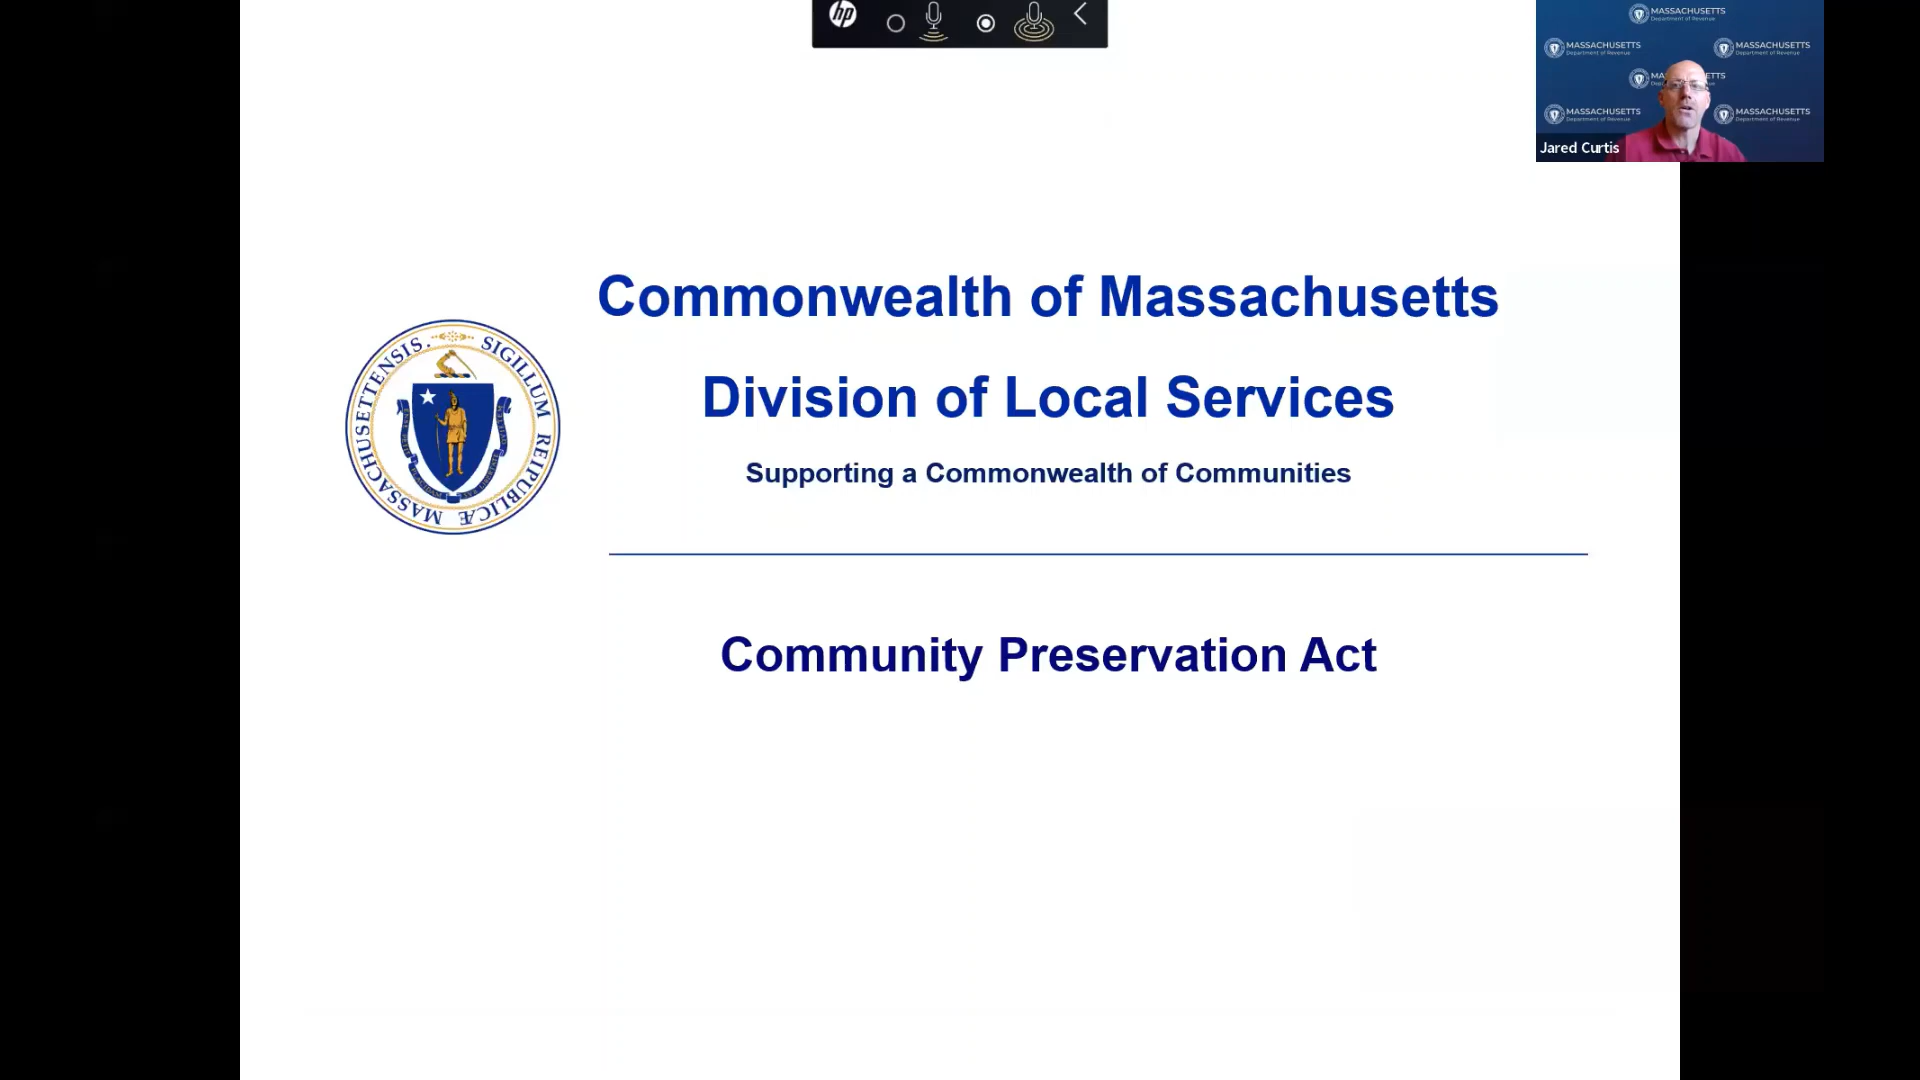 hp
MASSACHUSETTS
Department of Revenue
MASSACHUSETTS
Department of Revenue
MASSACHUSETTS
Department of Revenue
MASSACHUSETTS
Department of Revenue
MASSACHUSETTS
Department of Revenue
Jared Curtis
Commonwealth of Massachusetts
Division of Local Services
Supporting a Commonwealth of Communities
SIGILLUM REIPUBLICÆ MASSACHUSETTENSIS.
Community Preservation Act